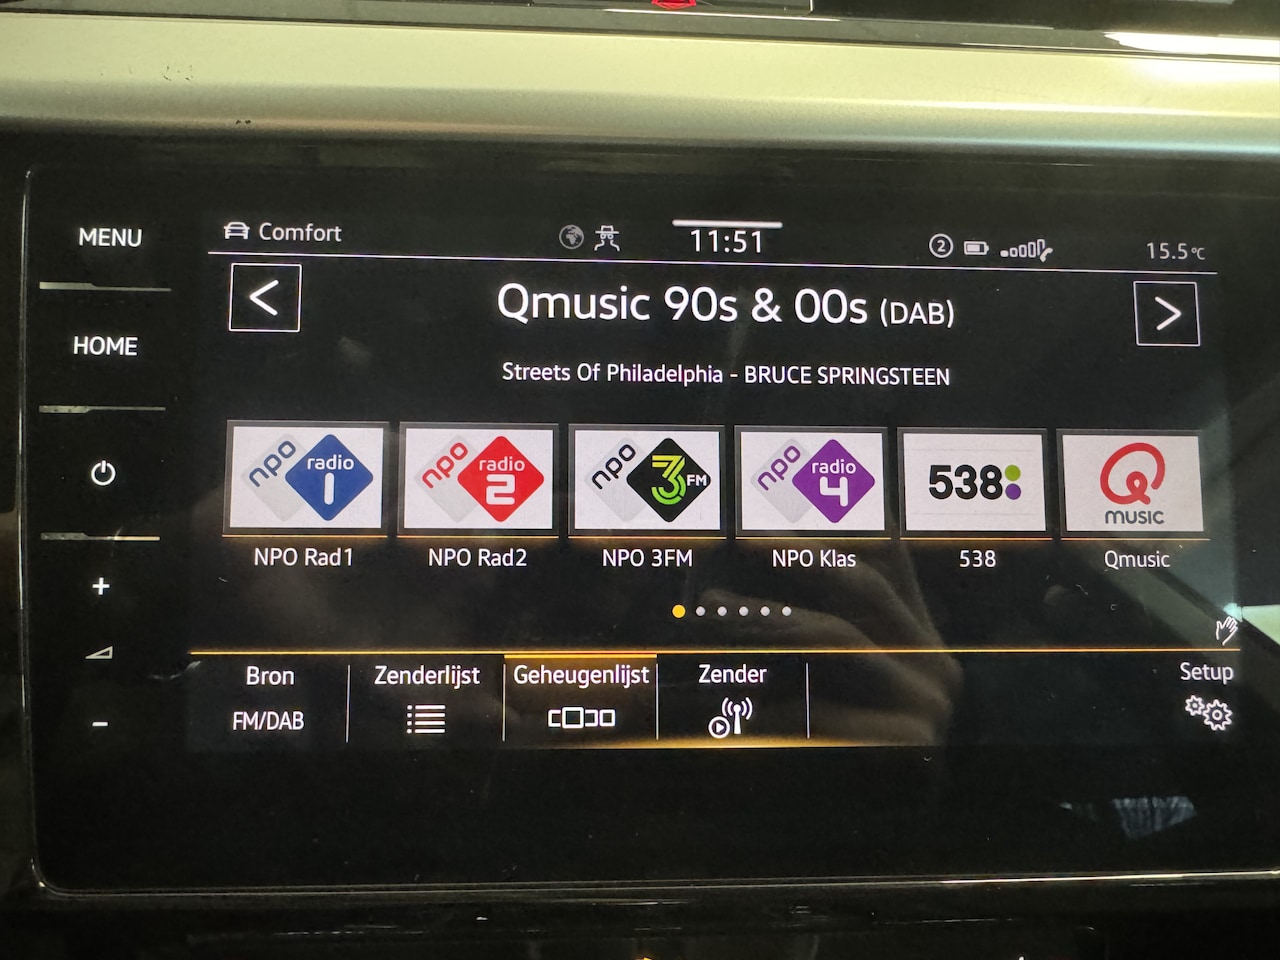 MENU
HOME
Comfort
11:51
2
15.5°C
Qmusic 90s & 00s (DAB)
Streets Of Philadelphia - BRUCE SPRINGSTEEN
npo radio 1
npo radio 2
npo 3FM
npo radio 4
538
Q MUSIC
NPO Rad1
NPO Rad2
NPO 3FM
NPO Klas
538
Qmusic
Bron
FM/DAB
Zenderlijst
Geheugenlijst
Zender
Setup